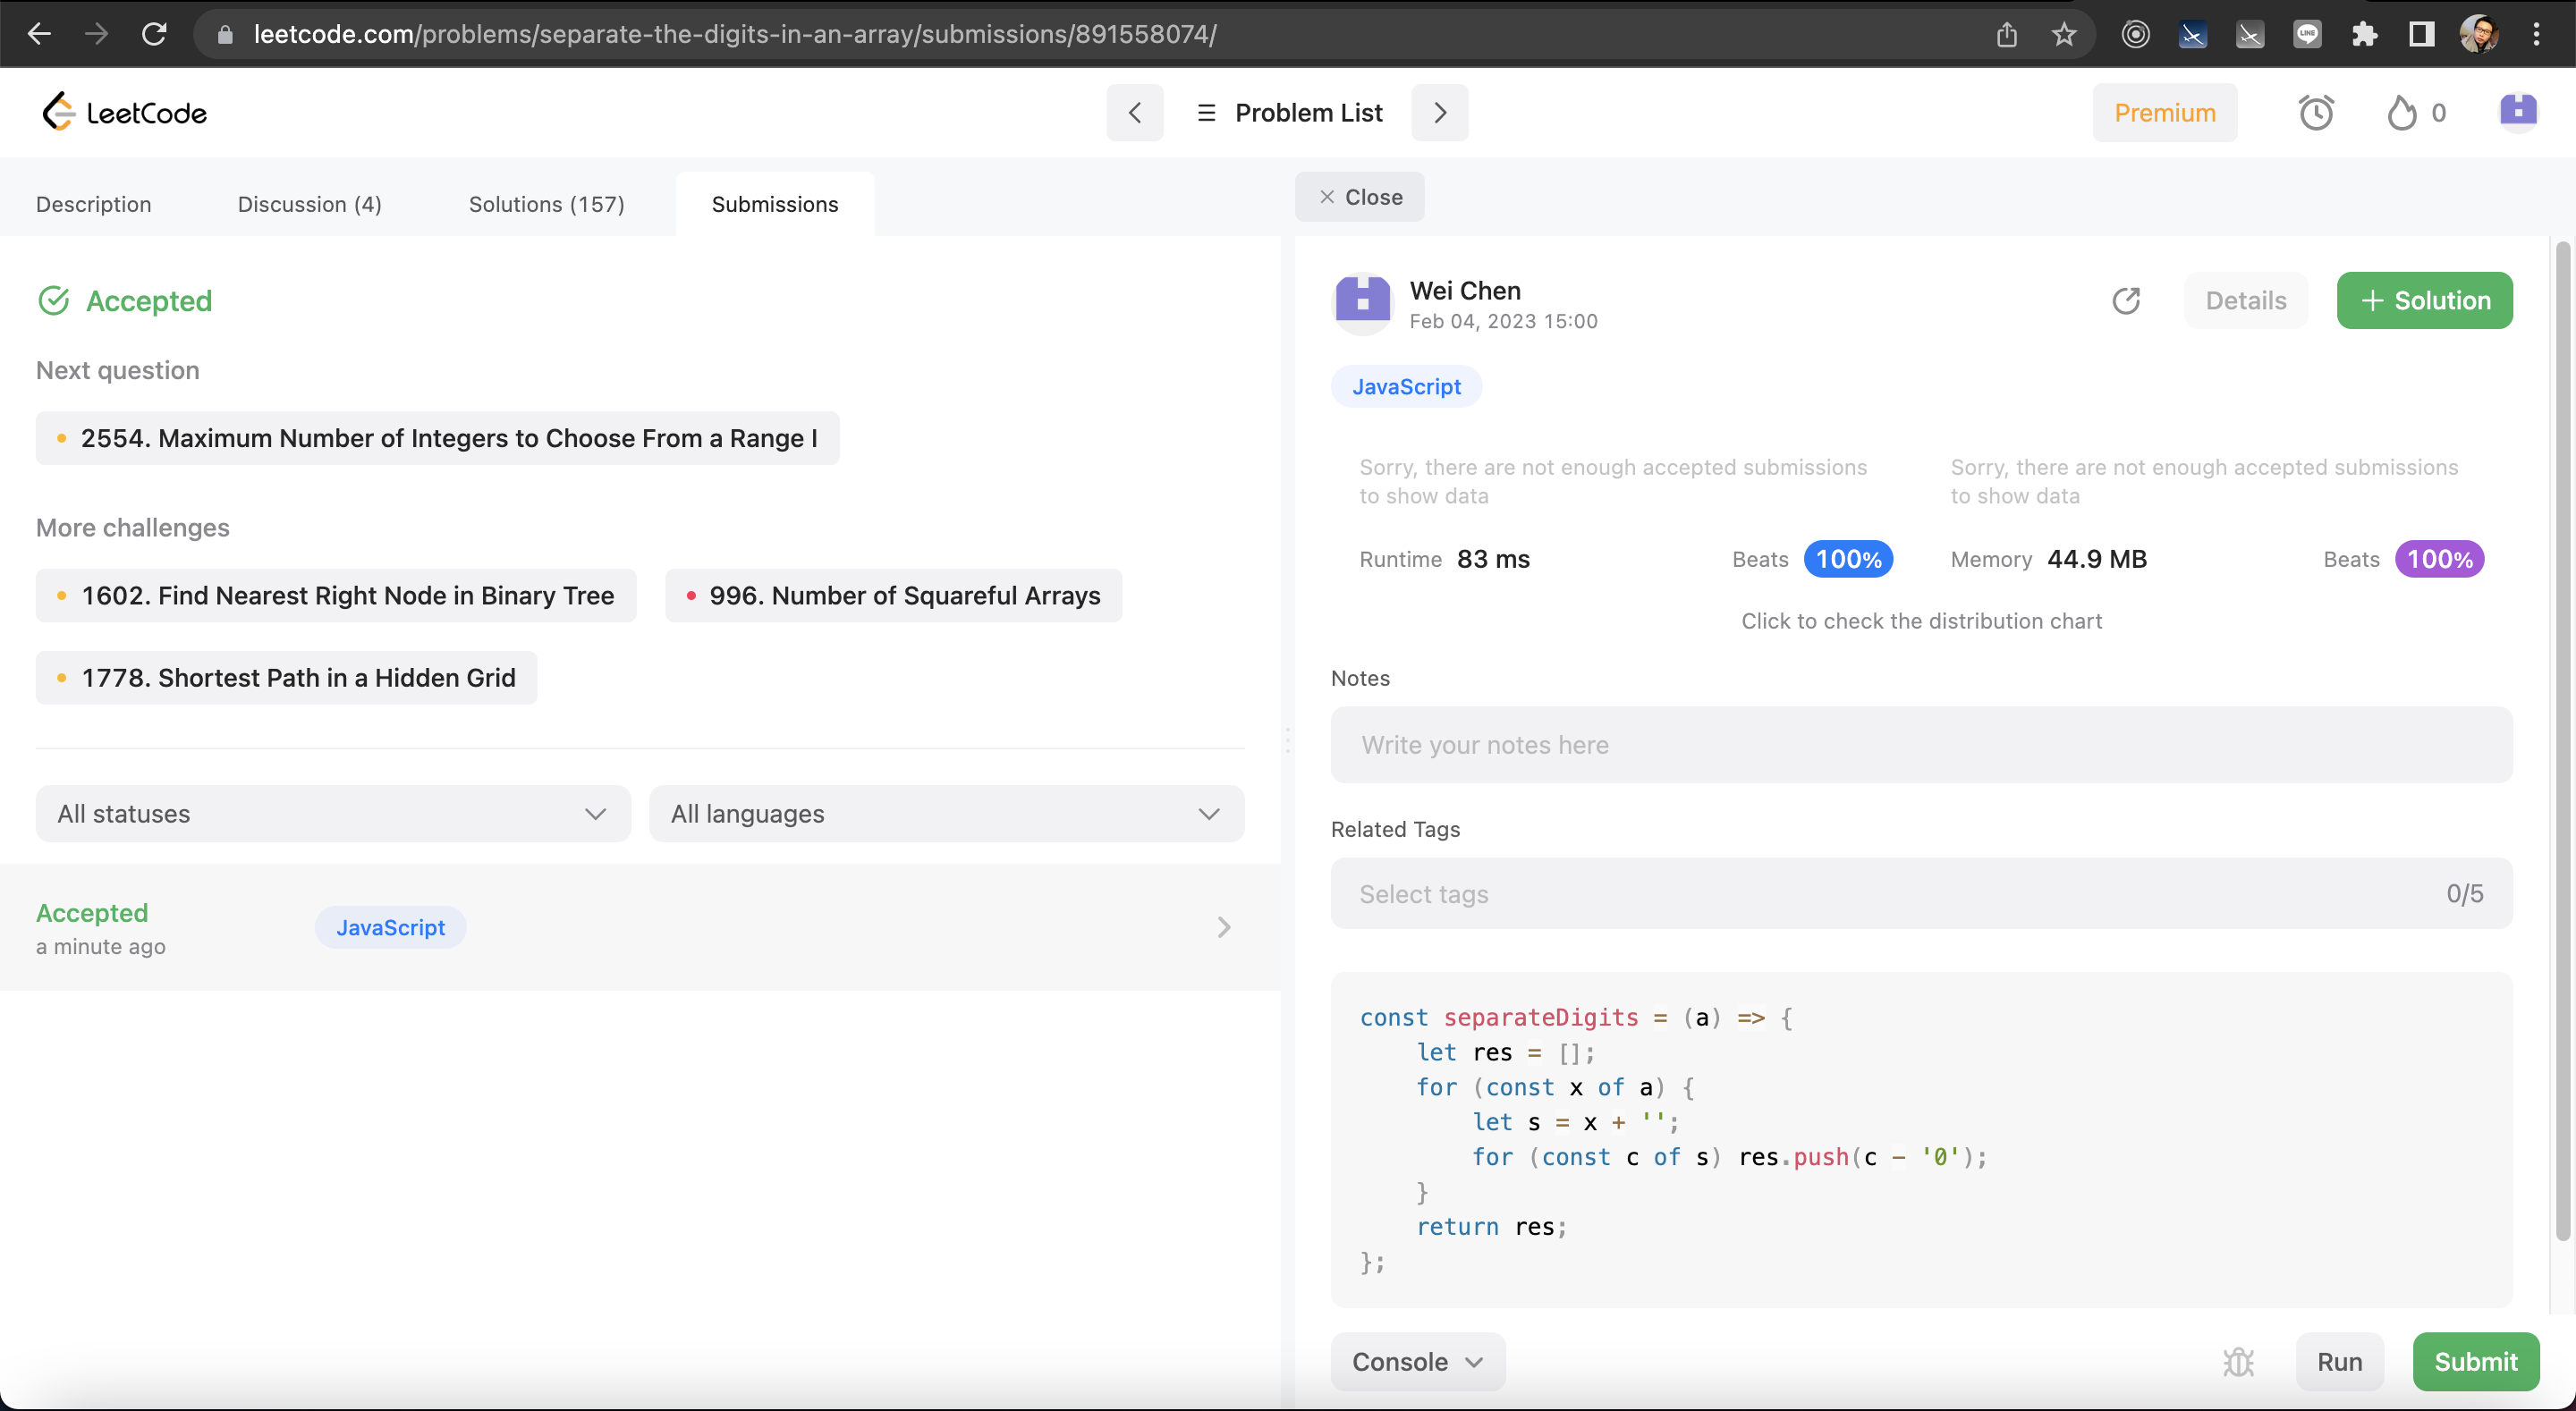 leetcode.com/problems/separate-the-digits-in-an-array/submissions/891558074/
LINE
LeetCode
Problem List
Premium
0
Description
Discussion (4)
Solutions (157)
Submissions
Close
Accepted
Next question
2554. Maximum Number of Integers to Choose From a Range I
More challenges
1602. Find Nearest Right Node in Binary Tree
996. Number of Squareful Arrays
1778. Shortest Path in a Hidden Grid
All statuses
All languages
Accepted
a minute ago
JavaScript
Wei Chen
Feb 04, 2023 15:00
Details
+ Solution
JavaScript
Sorry, there are not enough accepted submissions
to show data
Sorry, there are not enough accepted submissions
to show data
Runtime 83 ms
Beats 100%
Memory 44.9 MB
Beats 100%
Click to check the distribution chart
Notes
Write your notes here
Related Tags
Select tags
0/5
const separateDigits = (a) => {
    let res = [];
    for (const x of a) {
        let s = x + '';
        for (const c of s) res.push(c - '0');
    }
    return res;
};
Console
Run
Submit